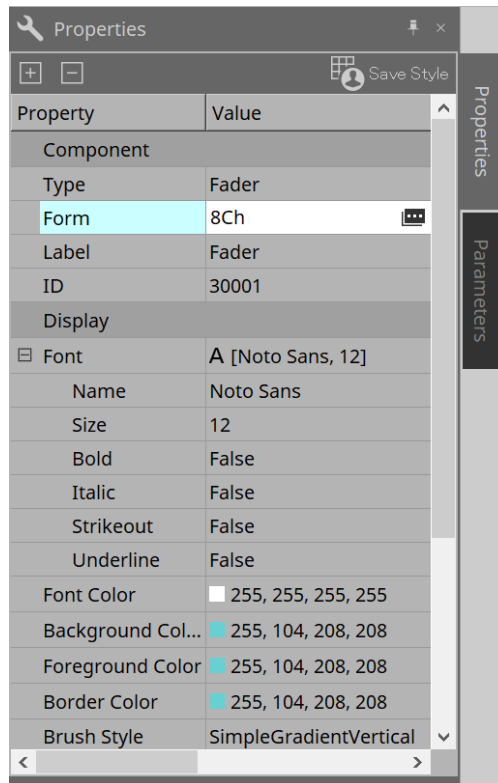 Properties
Save Style
Property Value
Component
Type Fader
Form 8Ch
Label Fader
ID 30001
Display
Font A [Noto Sans, 12]
Name Noto Sans
Size 12
Bold False
Italic False
Strikeout False
Underline False
Font Color 255, 255, 255, 255
Background Col... 255, 104, 208, 208
Foreground Color 255, 104, 208, 208
Border Color 255, 104, 208, 208
Brush Style SimpleGradientVertical
Properties
Parameters